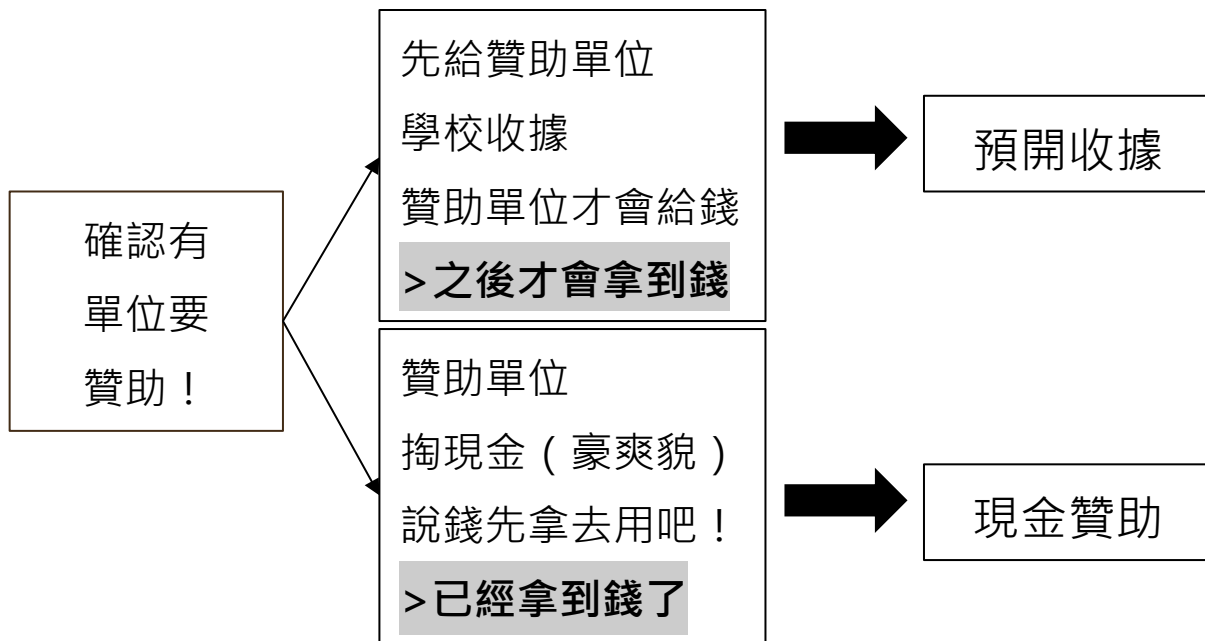 確認有
單位要
贊助！
先給贊助單位
學校收據
贊助單位才會給錢
>之後才會拿到錢
預開收據
贊助單位
掏現金（豪爽貌）
說錢先拿去用吧！
>已經拿到錢了
現金贊助